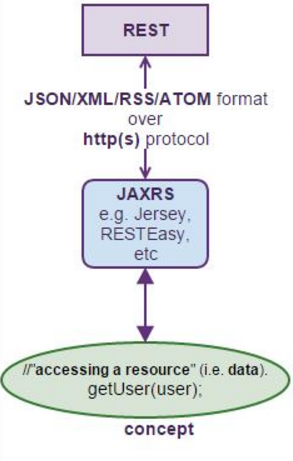 REST
JSON/XML/RSS/ATOM format
over
http(s) protocol
JAXRS
e.g. Jersey,
RESTEasy,
etc
//"accessing a resource" (i.e. data).
getUser(user);
concept